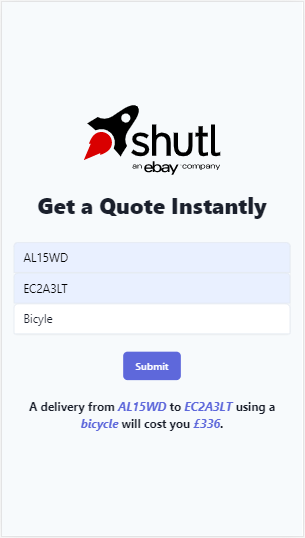 shutl
an ebay company
Get a Quote Instantly
AL15WD
EC2A3LT
Bicyle
Submit
A delivery from AL15WD to EC2A3LT using a
bicycle will cost you £336.